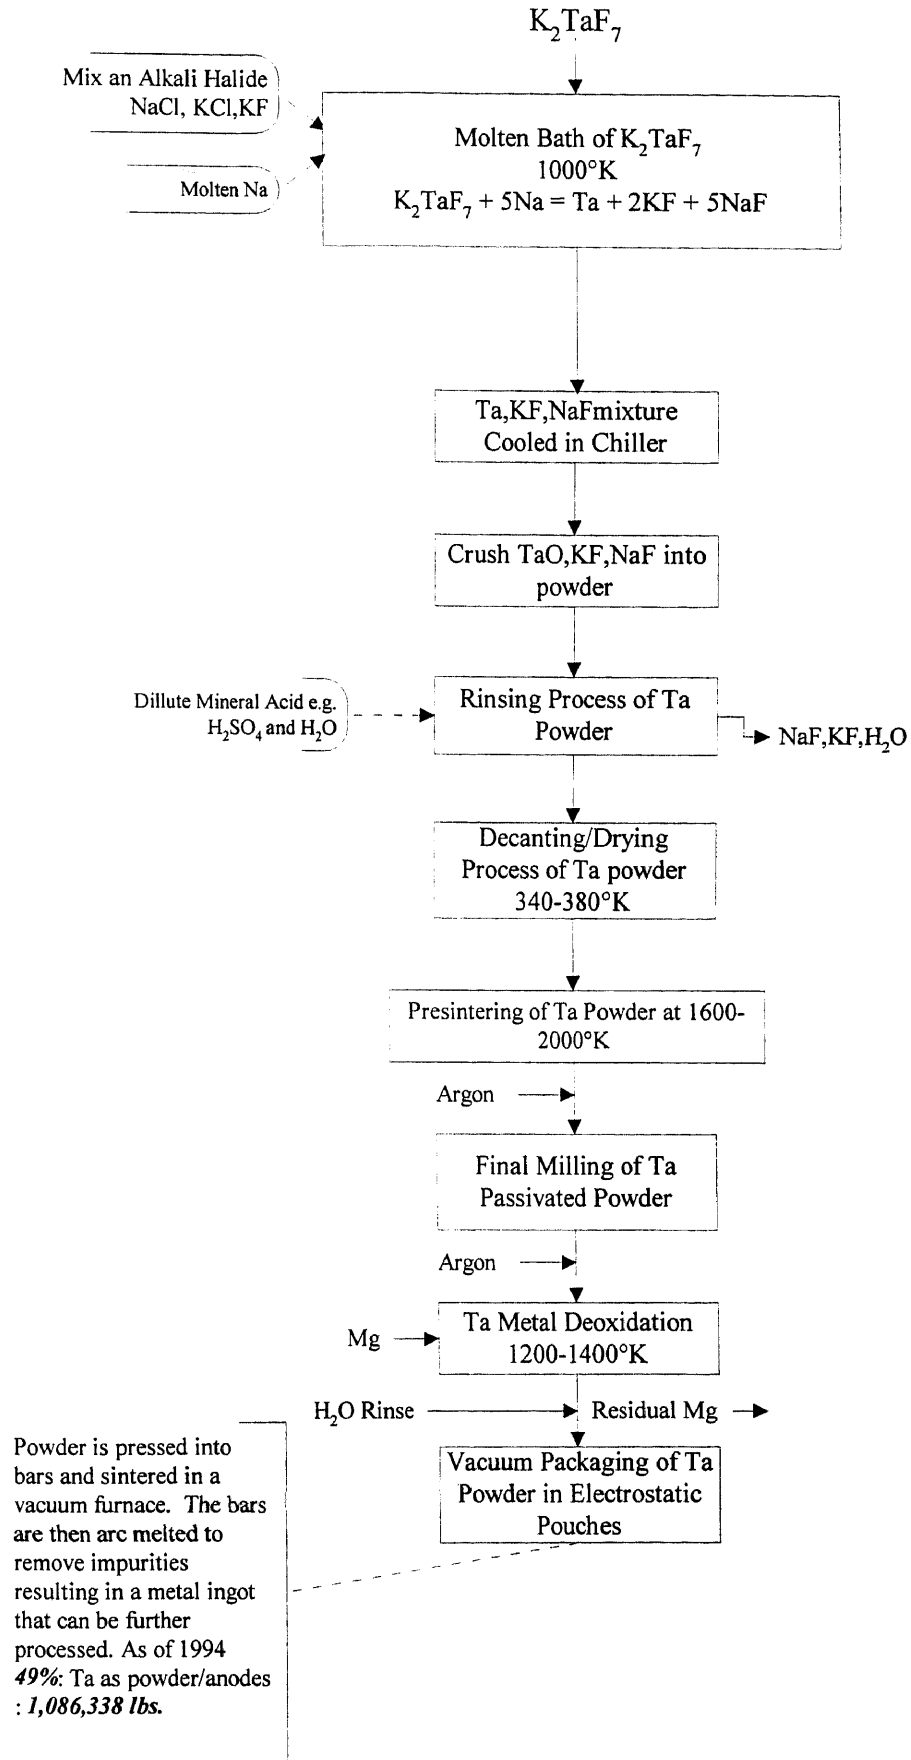 K₂TaF₇
Mix an Alkali Halide
NaCl, KCl,KF
Molten Na
Molten Bath of K₂TaF₇
1000°K
K₂TaF₇ + 5Na = Ta + 2KF + 5NaF
Ta,KF,NaFmixture
Cooled in Chiller
Crush TaO,KF,NaF into
powder
Dillute Mineral Acid e.g.
H₂SO₄ and H₂O
Rinsing Process of Ta
Powder
NaF,KF,H₂O
Decanting/Drying
Process of Ta powder
340-380°K
Presintering of Ta Powder at 1600-
2000°K
Argon
Final Milling of Ta
Passivated Powder
Argon
Mg
Ta Metal Deoxidation
1200-1400°K
H₂O Rinse
Residual Mg
Vacuum Packaging of Ta
Powder in Electrostatic
Pouches
Powder is pressed into
bars and sintered in a
vacuum furnace. The bars
are then arc melted to
remove impurities
resulting in a metal ingot
that can be further
processed. As of 1994
49%: Ta as powder/anodes
: 1,086,338 lbs.